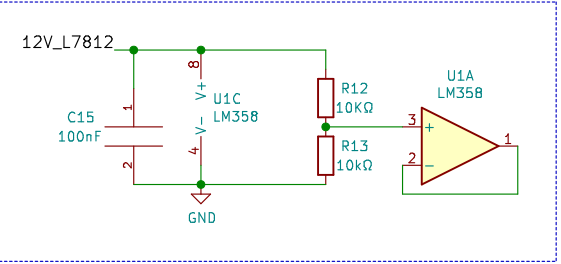 12V_L7812
8
V+
U1C
LM358
V-
4
1
C15
100nF
2
R12
10KΩ
R13
10kΩ
U1A
LM358
3
+
2
-
1
GND